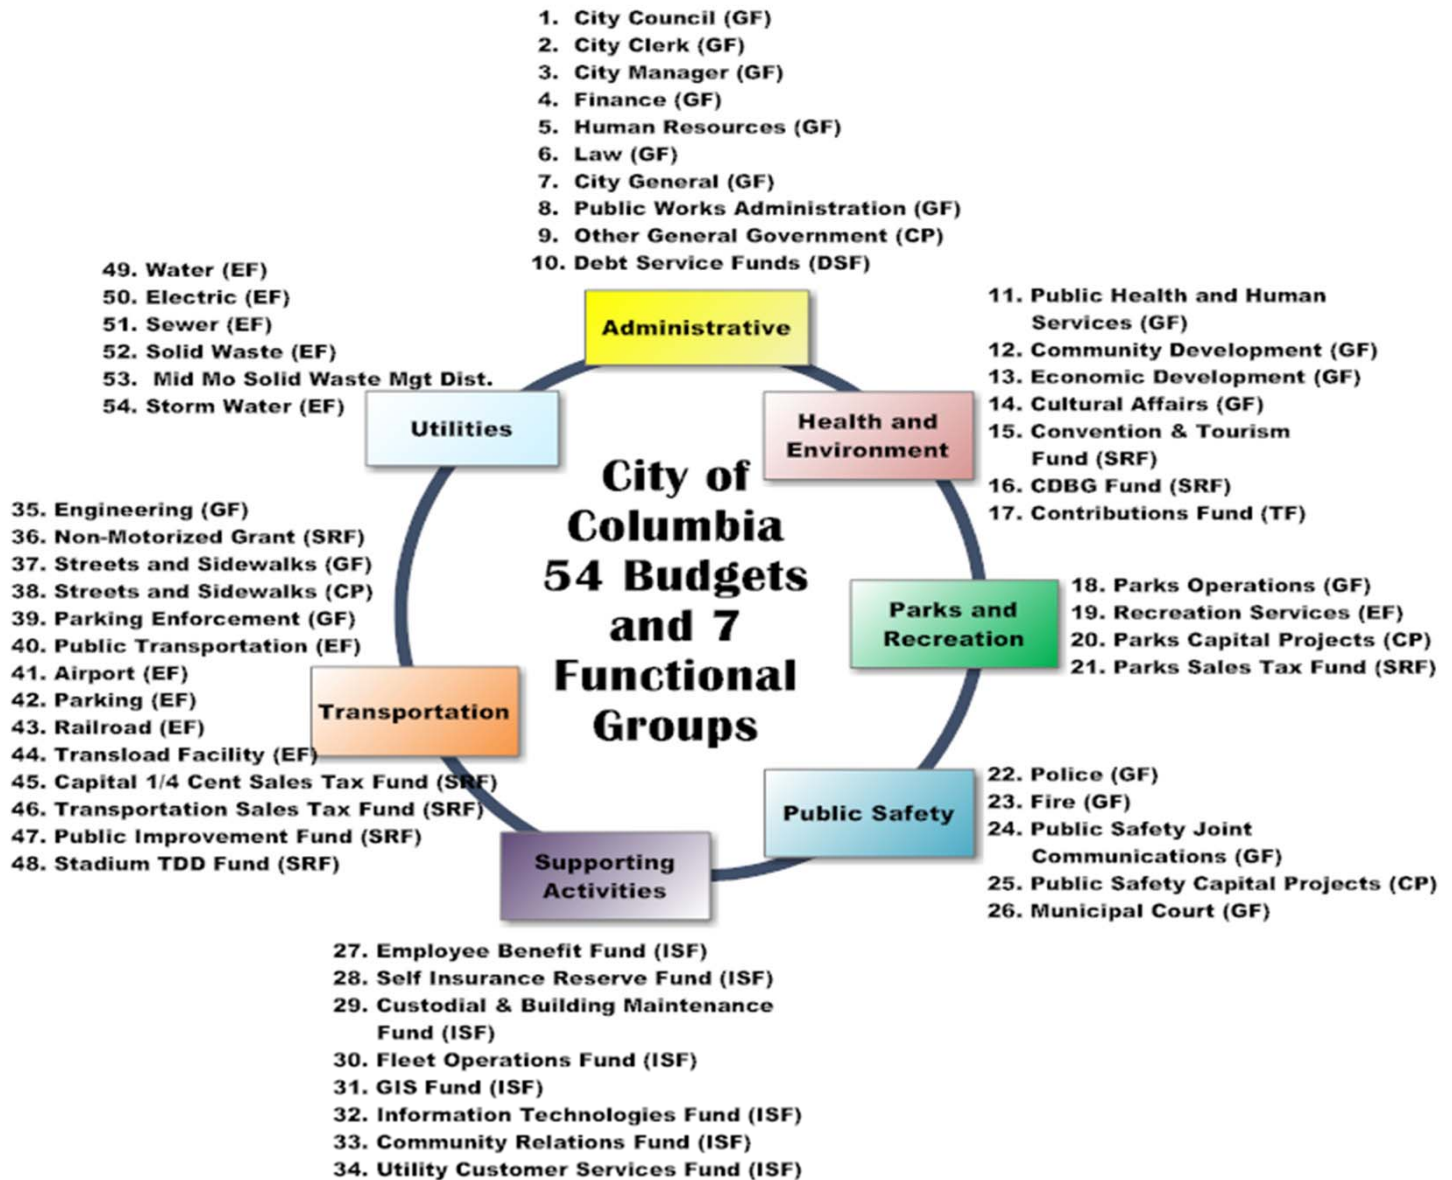 1. City Council (GF)
2. City Clerk (GF)
3. City Manager (GF)
4. Finance (GF)
5. Human Resources (GF)
6. Law (GF)
7. City General (GF)
8. Public Works Administration (GF)
9. Other General Government (CP)
10. Debt Service Funds (DSF)
Administrative
11. Public Health and Human
Services (GF)
12. Community Development (GF)
13. Economic Development (GF)
14. Cultural Affairs (GF)
15. Convention & Tourism
Fund (SRF)
16. CDBG Fund (SRF)
17. Contributions Fund (TF)
Health and
Environment
18. Parks Operations (GF)
19. Recreation Services (EF)
20. Parks Capital Projects (CP)
21. Parks Sales Tax Fund (SRF)
Parks and
Recreation
22. Police (GF)
23. Fire (GF)
24. Public Safety Joint
Communications (GF)
25. Public Safety Capital Projects (CP)
26. Municipal Court (GF)
Public Safety
Supporting
Activities
27. Employee Benefit Fund (ISF)
28. Self Insurance Reserve Fund (ISF)
29. Custodial & Building Maintenance
Fund (ISF)
30. Fleet Operations Fund (ISF)
31. GIS Fund (ISF)
32. Information Technologies Fund (ISF)
33. Community Relations Fund (ISF)
34. Utility Customer Services Fund (ISF)
35. Engineering (GF)
36. Non-Motorized Grant (SRF)
37. Streets and Sidewalks (GF)
38. Streets and Sidewalks (CP)
39. Parking Enforcement (GF)
40. Public Transportation (EF)
41. Airport (EF)
42. Parking (EF)
43. Railroad (EF)
44. Transload Facility (EF)
45. Capital 1/4 Cent Sales Tax Fund (SRF)
46. Transportation Sales Tax Fund (SRF)
47. Public Improvement Fund (SRF)
48. Stadium TDD Fund (SRF)
Transportation
49. Water (EF)
50. Electric (EF)
51. Sewer (EF)
52. Solid Waste (EF)
53. Mid Mo Solid Waste Mgt Dist.
54. Storm Water (EF)
Utilities
City of
Columbia
54 Budgets
and 7
Functional
Groups